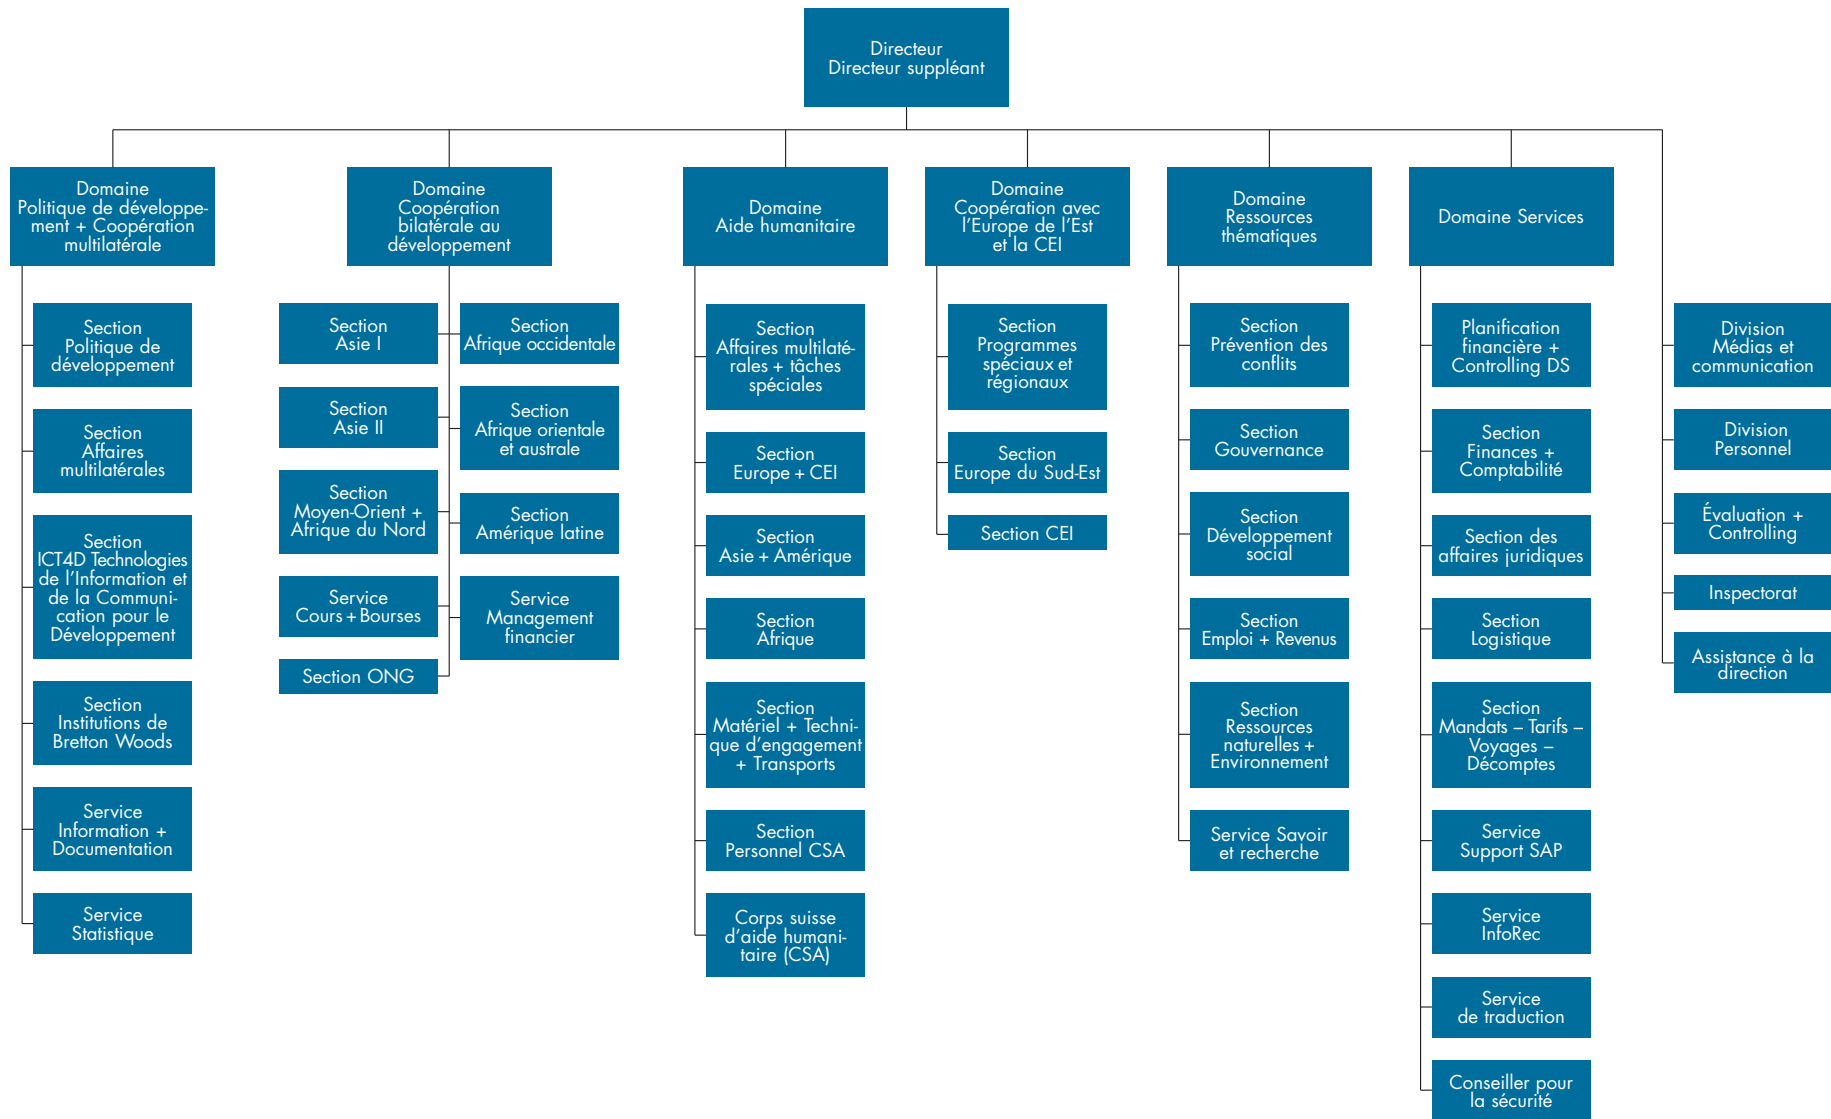 Directeur
Directeur suppléant
Domaine
Politique de développe-
ment + Coopération
multilatérale
Section
Politique de
développement
Section
Affaires
multilatérales
Section
ICT4D Technologies
de l’Information et
de la Communi-
cation pour le
Développement
Section
Institutions de
Bretton Woods
Service
Information +
Documentation
Service
Statistique
Domaine
Coopération
bilatérale au
développement
Section
Asie I
Section
Asie II
Section
Moyen-Orient +
Afrique du Nord
Service
Cours + Bourses
Section ONG
Section
Afrique occidentale
Section
Afrique orientale
et australe
Section
Amérique latine
Service
Management
financier
Domaine
Aide humanitaire
Section
Affaires multilaté-
rales + tâches
spéciales
Section
Europe + CEI
Section
Asie + Amérique
Section
Afrique
Section
Matériel + Techni-
que d’engagement
+ Transports
Section
Personnel CSA
Corps suisse
d’aide humani-
taire (CSA)
Domaine
Coopération avec
l’Europe de l’Est
et la CEI
Section
Programmes
spéciaux et
régionaux
Section
Europe du Sud-Est
Section CEI
Domaine
Ressources
thématiques
Section
Prévention des
conflits
Section
Gouvernance
Section
Développement
social
Section
Emploi + Revenus
Section
Ressources
naturelles +
Environnement
Service Savoir
et recherche
Domaine Services
Planification
financière +
Controlling DS
Section
Finances +
Comptabilité
Section des
affaires juridiques
Section
Logistique
Section
Mandats – Tarifs –
Voyages –
Décomptes
Service
Support SAP
Service
InfoRec
Service
de traduction
Conseiller pour
la sécurité
Division
Médias et
communication
Division
Personnel
Évaluation +
Controlling
Inspectorat
Assistance à la
direction